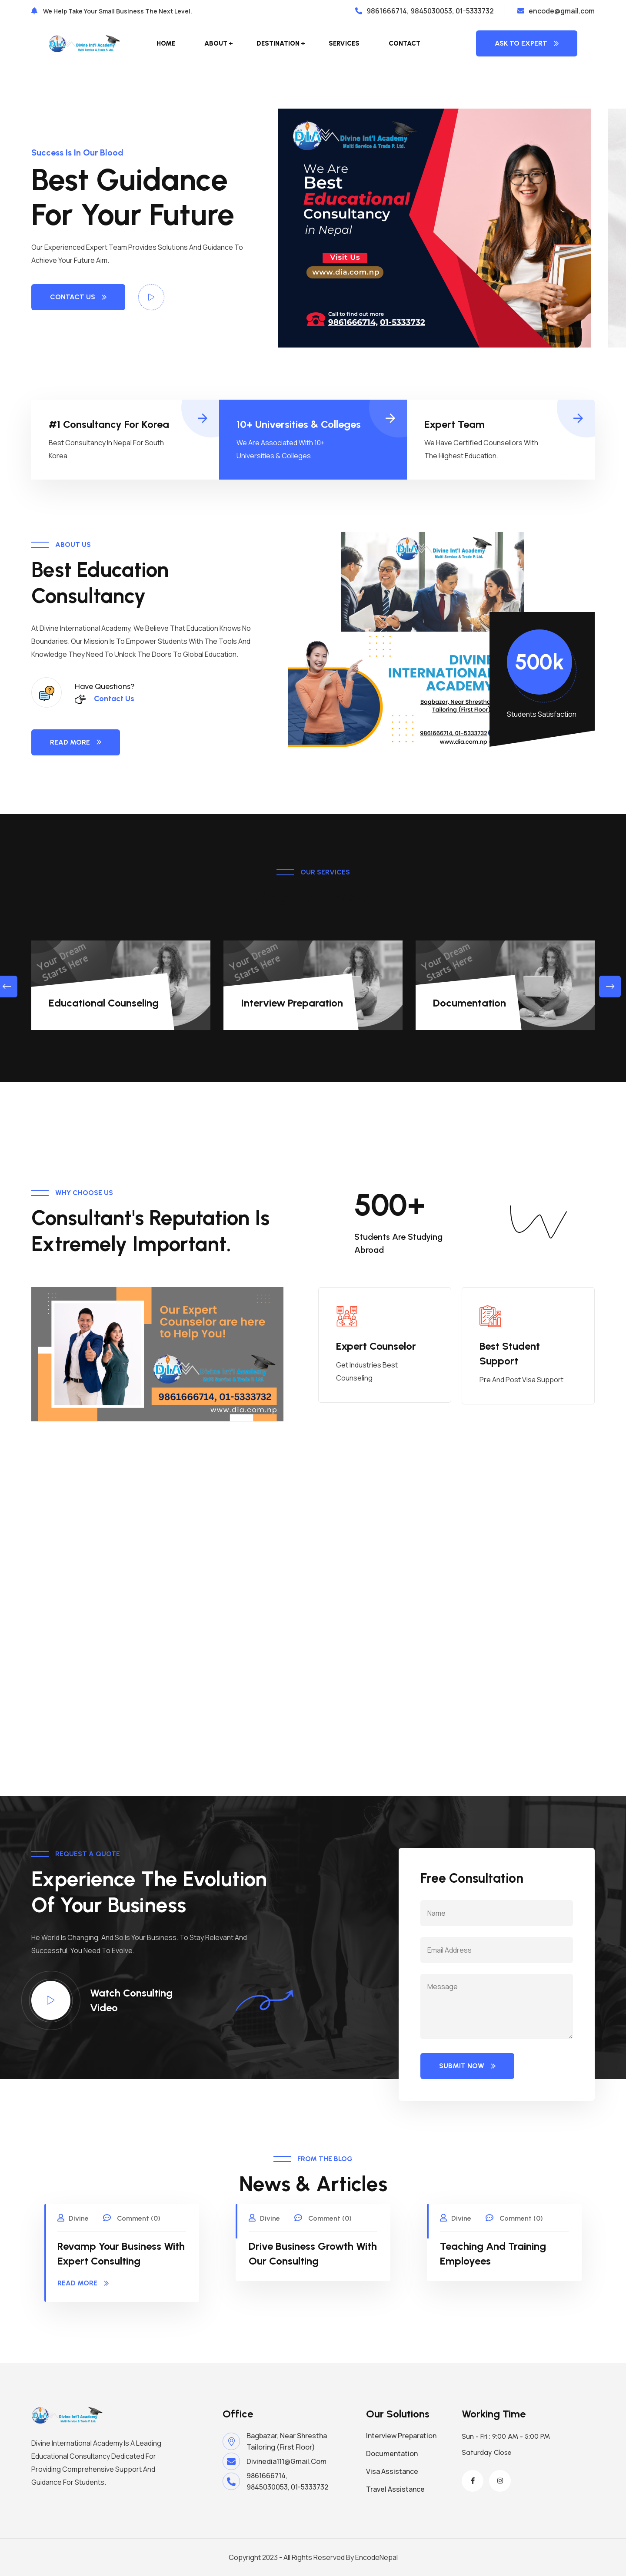 We Help Take Your Small Business The Next Level.
9861666714, 9845030053, 01-5333732
encode@gmail.com
Divine Int'l Academy
Multi Service & Trade P. Ltd.
HOME
ABOUT +
DESTINATION +
SERVICES
CONTACT
ASK TO EXPERT
Success Is In Our Blood
Best Guidance
For Your Future
Our Experienced Expert Team Provides Solutions And Guidance To
Achieve Your Future Aim.
CONTACT US
Divine Int'l Academy
Multi Service & Trade P. Ltd.
We Are
Best
Educational
Consultancy
in Nepal
Visit Us
www.dia.com.np
Call to find out more
9861666714, 01-5333732
#1 Consultancy For Korea
Best Consultancy In Nepal For South
Korea
10+ Universities & Colleges
We Are Associated With 10+
Universities & Colleges.
Expert Team
We Have Certified Counsellors With
The Highest Education.
ABOUT US
Best Education
Consultancy
At Divine International Academy, We Believe That Education Knows No
Boundaries. Our Mission Is To Empower Students With The Tools And
Knowledge They Need To Unlock The Doors To Global Education.
Have Questions?
Contact Us
READ MORE
Divine Int'l Academy
Multi Service & Trade P. Ltd.
DIVINE
INTERNATIONAL
ACADEMY
Bagbazar, Near Shrestha
Tailoring (First Floor)
9861666714, 01-5333732
www.dia.com.np
500k
Students Satisfaction
OUR SERVICES
Your Dream
Starts Here
Educational Counseling
Your Dream
Starts Here
Interview Preparation
Your Dream
Starts Here
Documentation
WHY CHOOSE US
Consultant's Reputation Is
Extremely Important.
500+
Students Are Studying
Abroad
Our Expert
Counselor are here
to Help You!
Divine Int'l Academy
Multi Service & Trade P. Ltd.
9861666714, 01-5333732
www.dia.com.np
Expert Counselor
Get Industries Best
Counseling
Best Student
Support
Pre And Post Visa Support
REQUEST A QUOTE
Experience The Evolution
Of Your Business
He World Is Changing, And So Is Your Business. To Stay Relevant And
Successful, You Need To Evolve.
Watch Consulting
Video
Free Consultation
Name
Email Address
Message
SUBMIT NOW
FROM THE BLOG
News & Articles
Divine
Comment (0)
Revamp Your Business With
Expert Consulting
READ MORE
Divine
Comment (0)
Drive Business Growth With
Our Consulting
Divine
Comment (0)
Teaching And Training
Employees
Divine Int'l Academy
Multi Service & Trade P. Ltd.
Divine International Academy Is A Leading
Educational Consultancy Dedicated For
Providing Comprehensive Support And
Guidance For Students.
Office
Bagbazar, Near Shrestha
Tailoring (First Floor)
Divinedia111@Gmail.Com
9861666714,
9845030053, 01-5333732
Our Solutions
Interview Preparation
Documentation
Visa Assistance
Travel Assistance
Working Time
Sun - Fri : 9:00 AM - 5:00 PM
Saturday Close
Copyright 2023 - All Rights Reserved By EncodeNepal